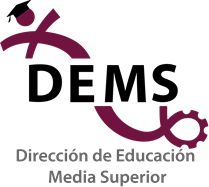 DEMS
Dirección de Educación
Media Superior